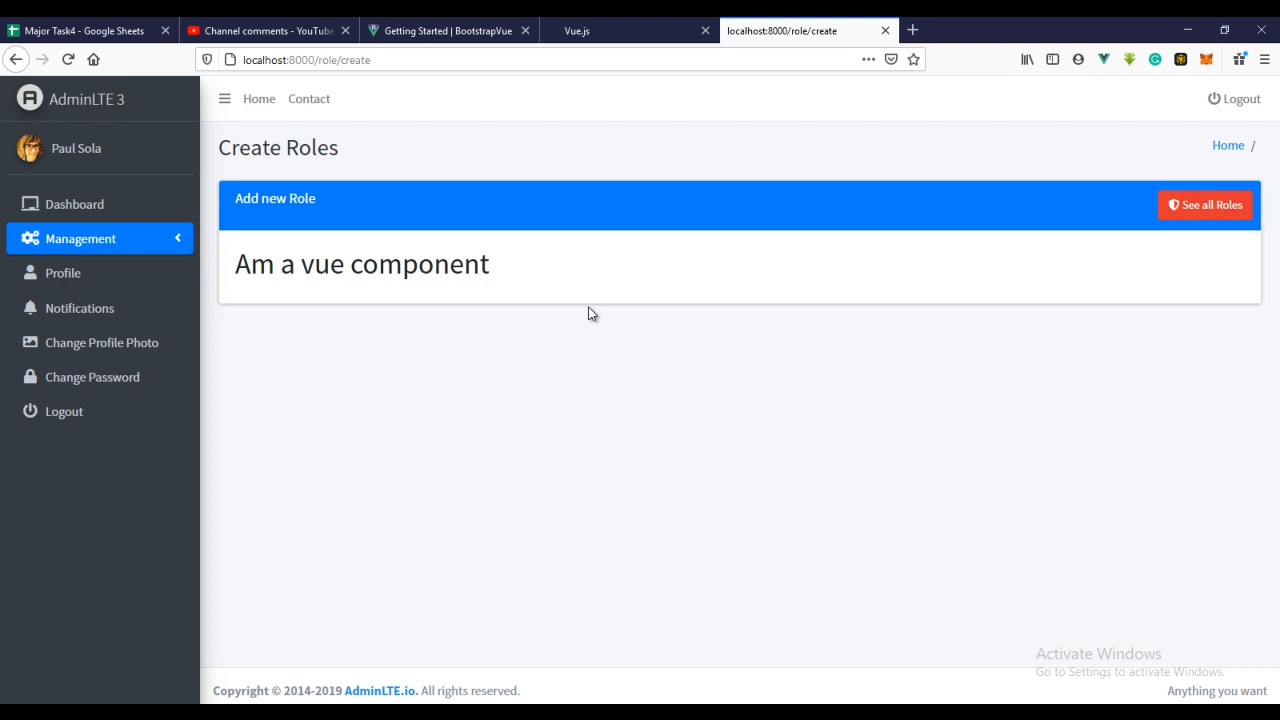 Major Task4 - Google Sheets
Channel comments - YouTube
Getting Started | BootstrapVue
Vue.js
localhost:8000/role/create
localhost:8000/role/create
AdminLTE 3
Home
Contact
Logout
Paul Sola
Create Roles
Home /
Dashboard
Add new Role
See all Roles
Management
Am a vue component
Profile
Notifications
Change Profile Photo
Change Password
Logout
Activate Windows
Go to Settings to activate Windows.
Copyright © 2014-2019 AdminLTE.io. All rights reserved.
Anything you want